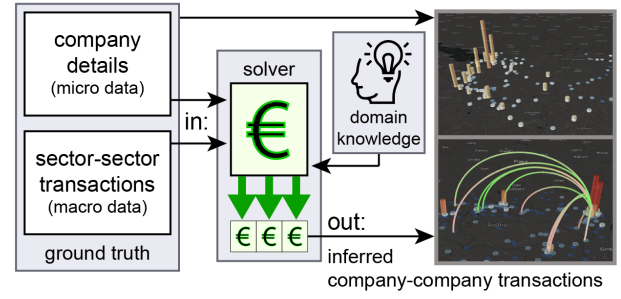 company
details
(micro data)
sector-sector
transactions
(macro data)
ground truth
in:
solver
€
€ € €
domain
knowledge
out:
inferred
company-company transactions